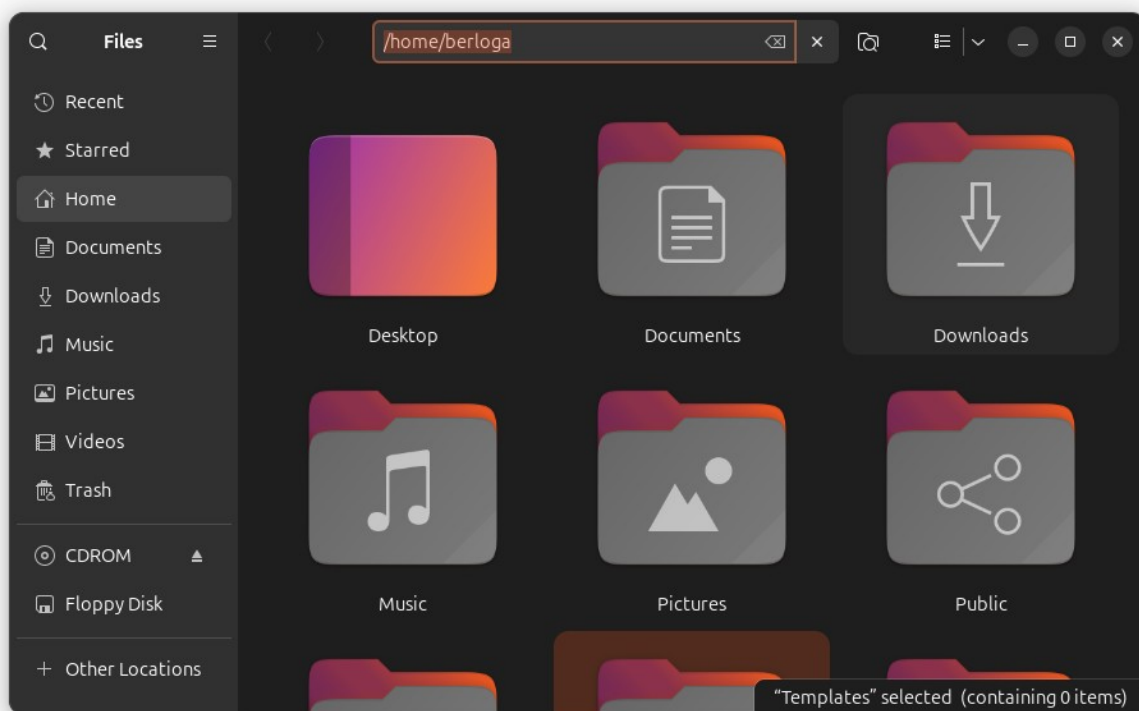 Files
/home/berloga
Recent
Starred
Home
Documents
Downloads
Music
Pictures
Videos
Trash
CDROM
Floppy Disk
Other Locations
Desktop
Documents
Downloads
Music
Pictures
Public
“Templates” selected (containing 0 items)